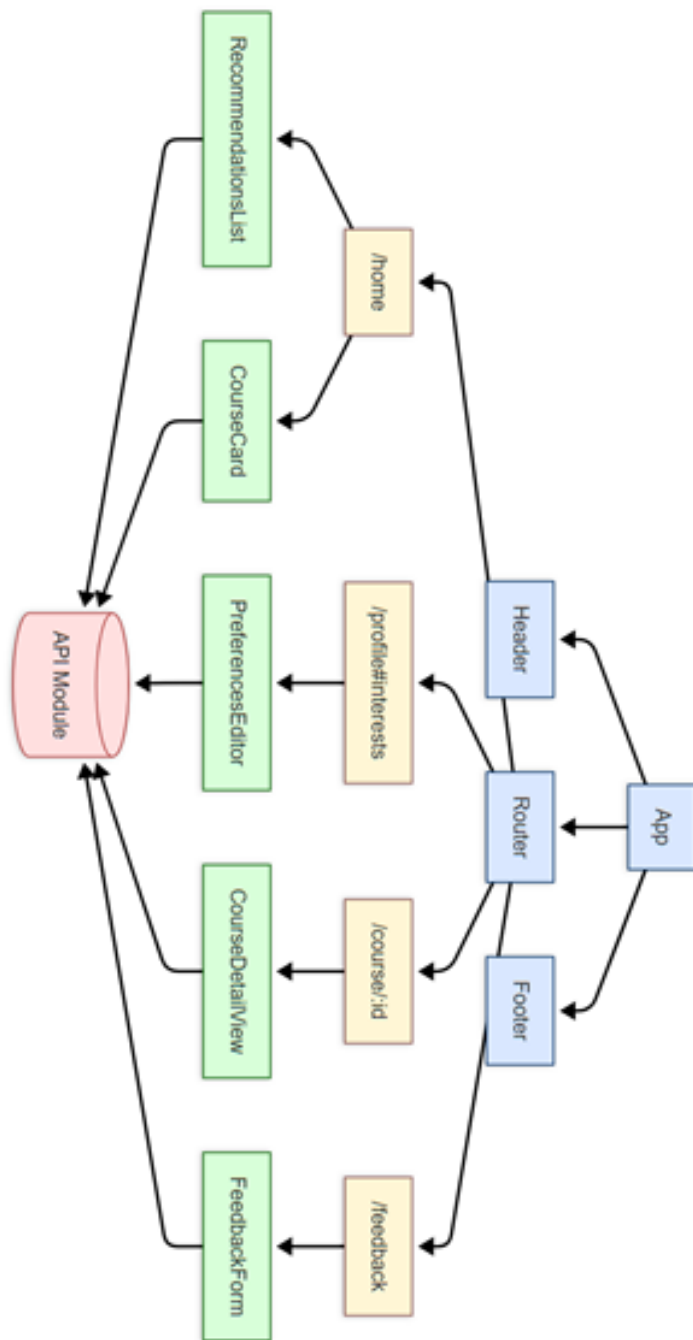 App
Header
Router
Footer
/home
/profile#interests
/course/:id
/feedback
RecommendationsList
CourseCard
PreferencesEditor
CourseDetailView
FeedbackForm
API Module